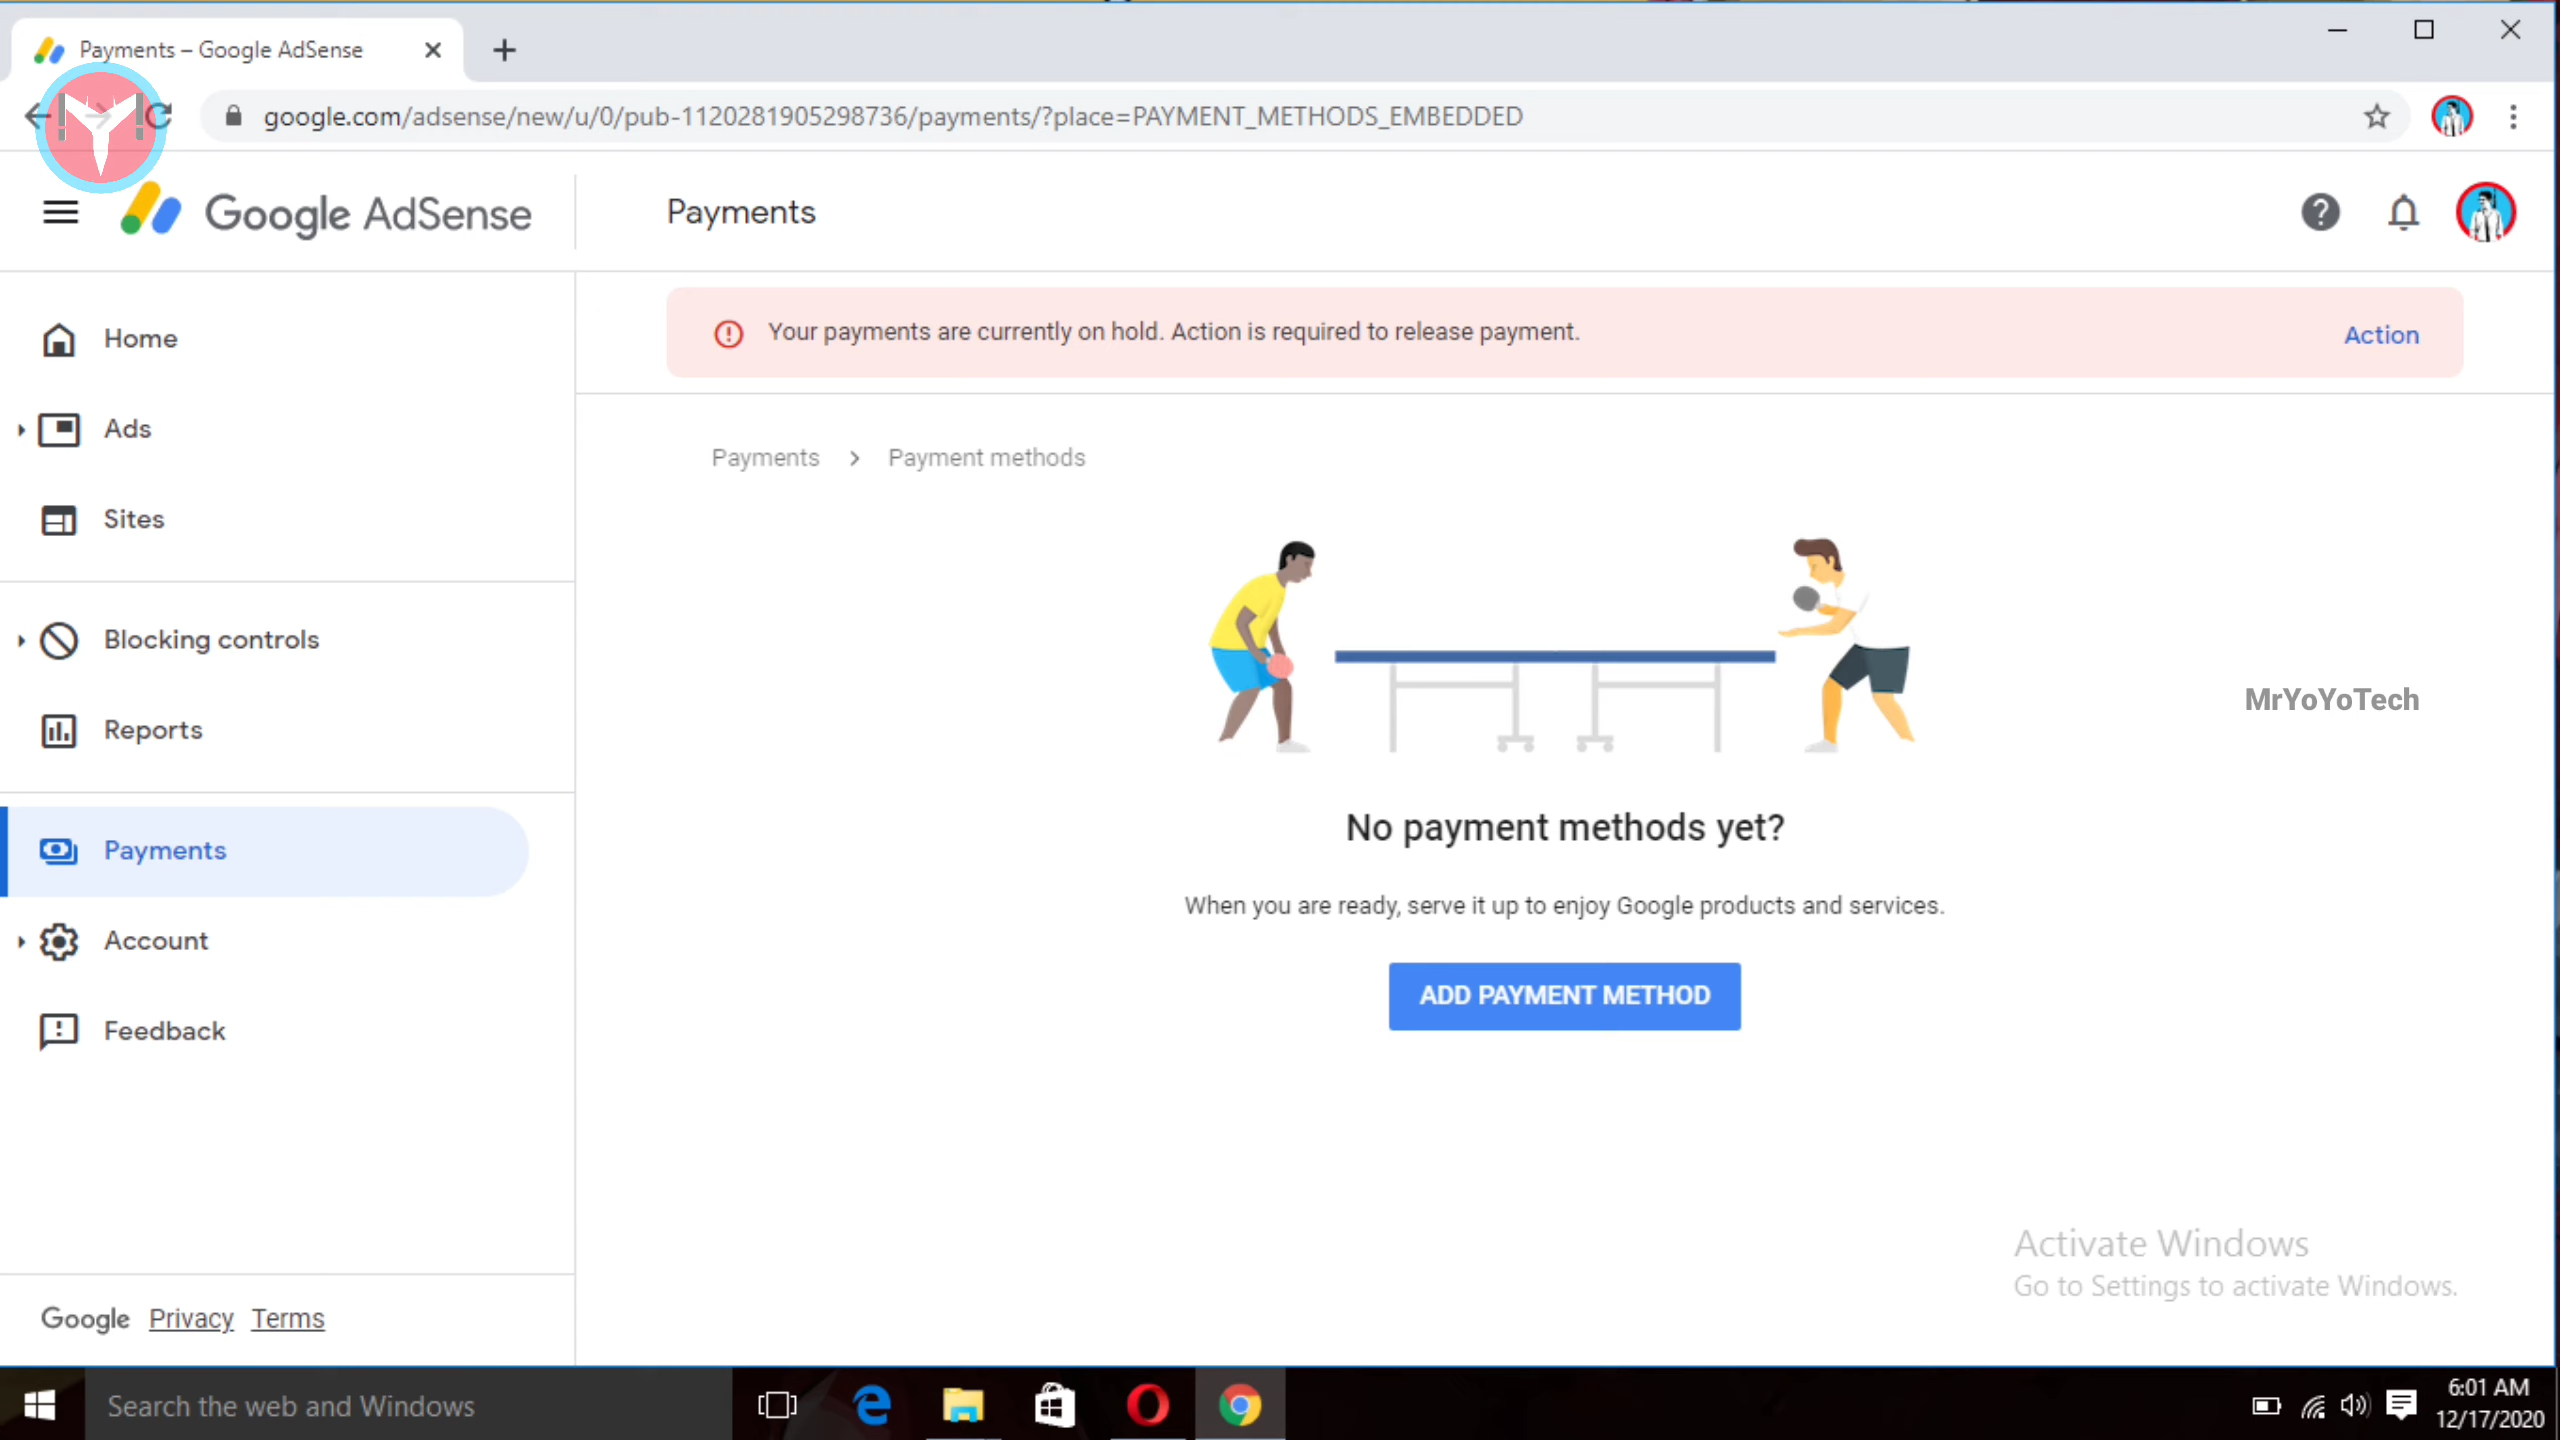 Payments – Google AdSense
google.com/adsense/new/u/0/pub-1120281905298736/payments/?place=PAYMENT_METHODS_EMBEDDED
Google AdSense
Payments
Home
Ads
Sites
Blocking controls
Reports
Payments
Account
Feedback
Google Privacy Terms
Your payments are currently on hold. Action is required to release payment.
Action
Payments > Payment methods
MrYoYoTech
No payment methods yet?
When you are ready, serve it up to enjoy Google products and services.
ADD PAYMENT METHOD
Activate Windows
Go to Settings to activate Windows.
Search the web and Windows
6:01 AM
12/17/2020